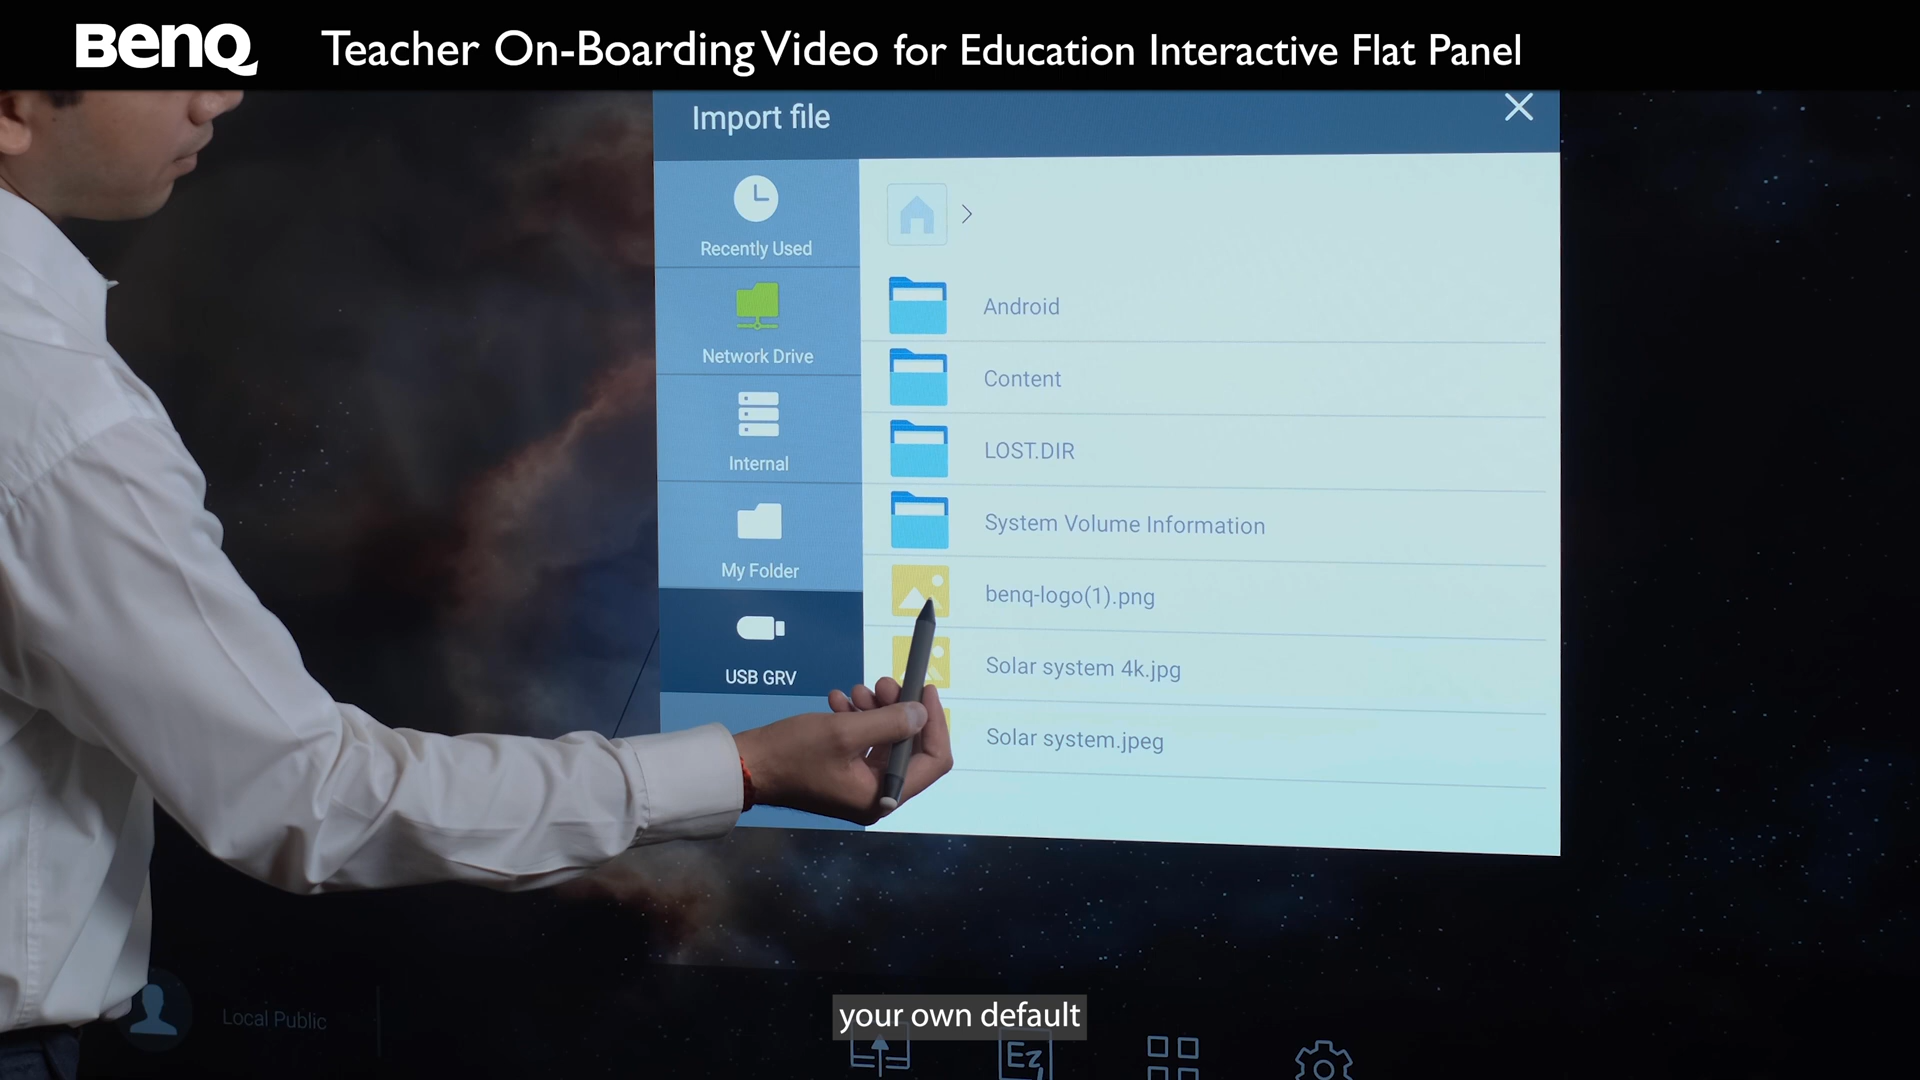 BenQ
Teacher On-Boarding Video for Education Interactive Flat Panel
Import file
Recently Used
Network Drive
Internal
My Folder
USB GRV
Android
Content
LOST.DIR
System Volume Information
benq-logo(1).png
Solar system 4k.jpg
Solar system.jpeg
Local Public
your own default
Ez